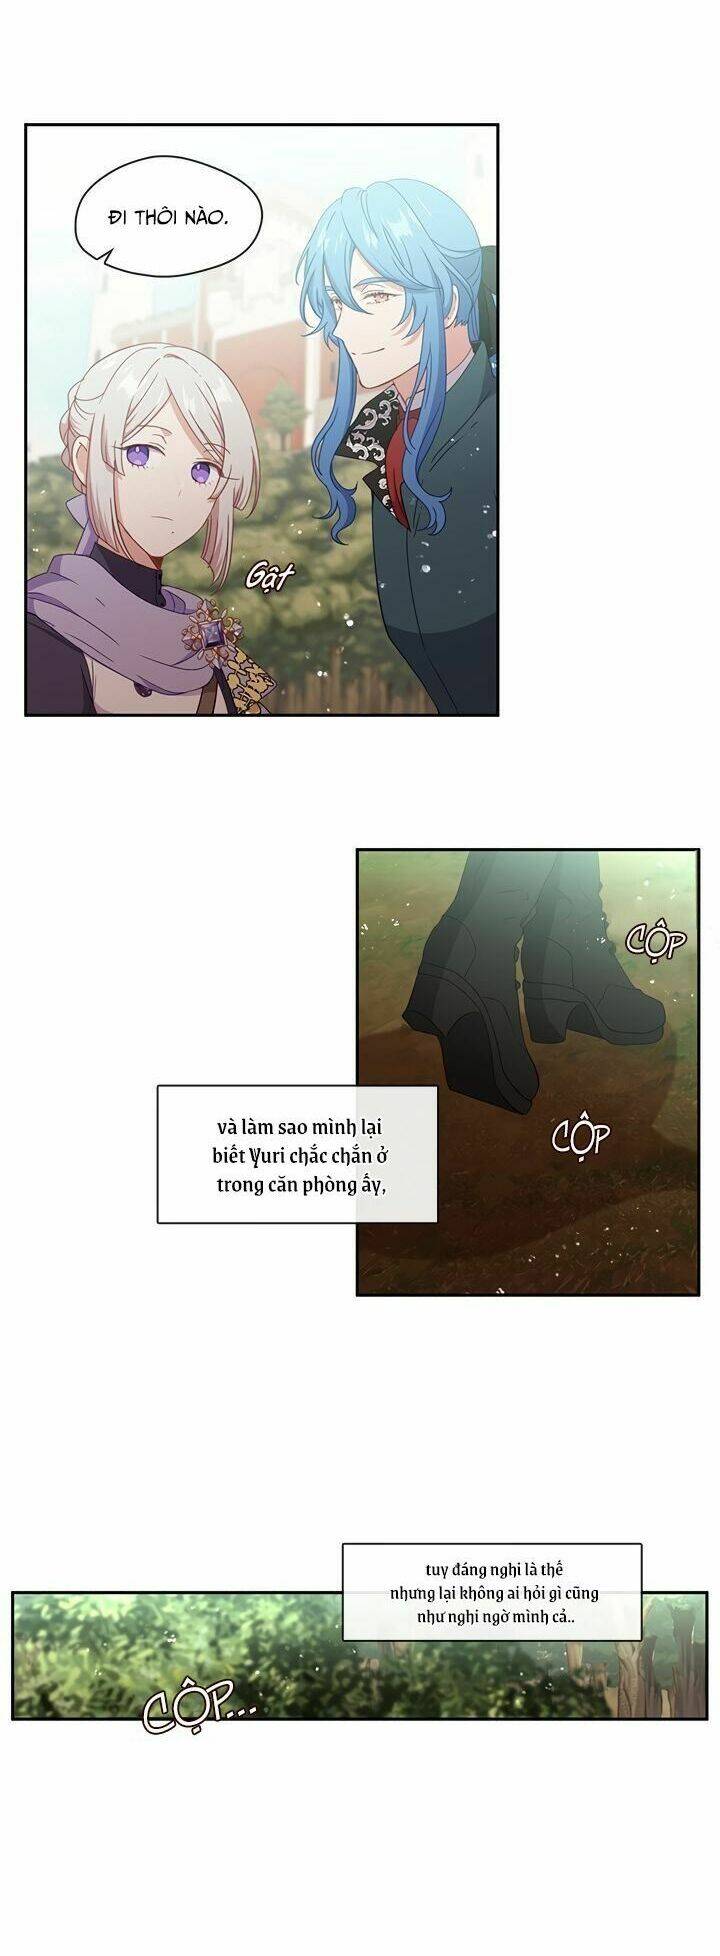 ĐI THÔI NÀO.
Gật
CỘP
CỘP
và làm sao mình lại
biết Yuri chắc chắn ở
trong căn phòng ấy,
tuy đáng nghi là thế
nhưng lại không ai hỏi gì cũng
như nghi ngờ mình cả..
CỘP...